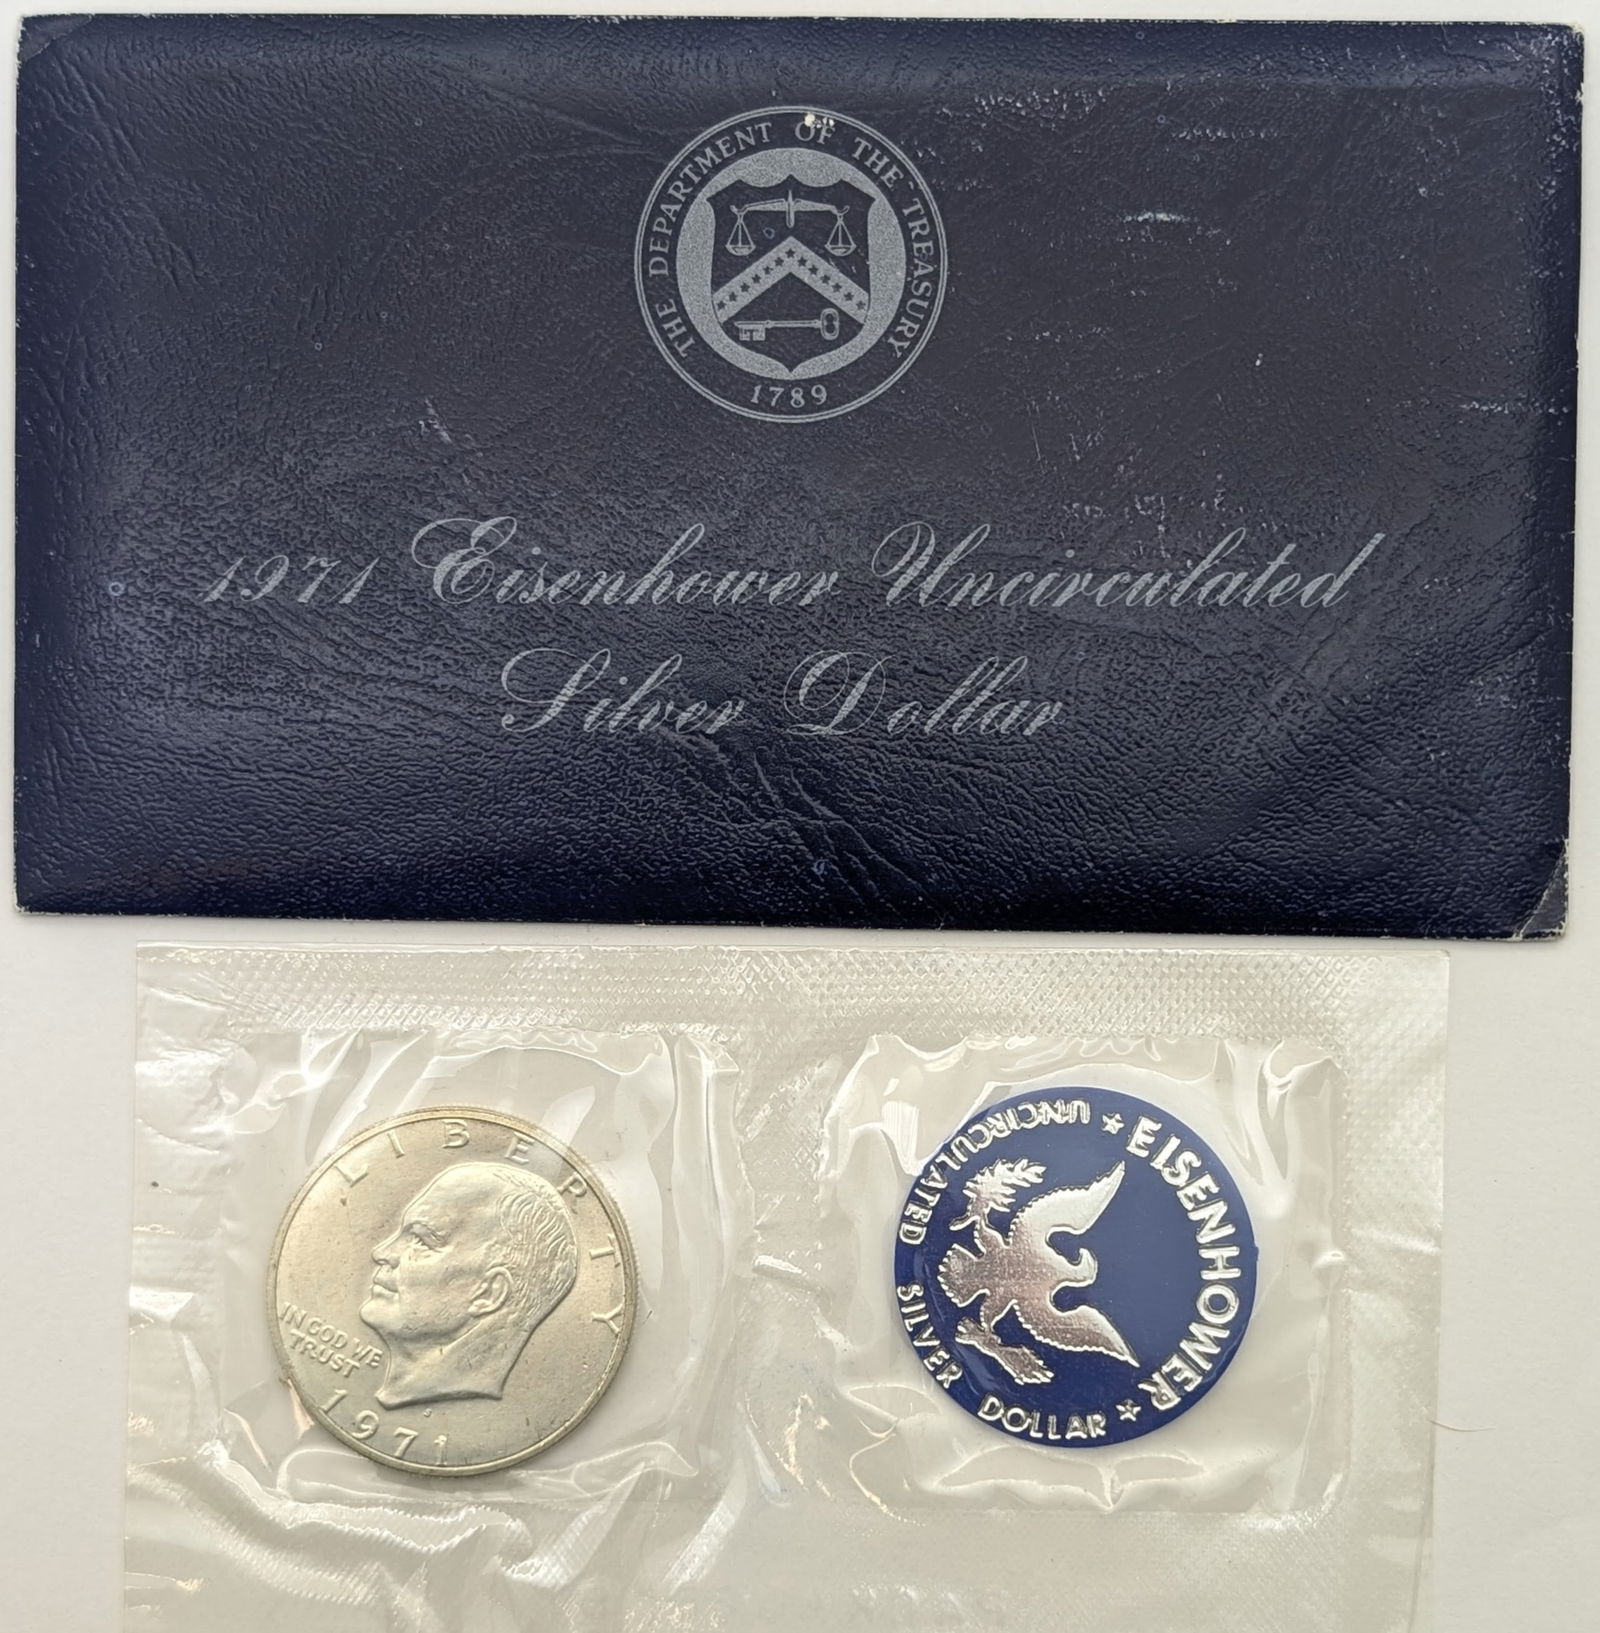 THE DEPARTMENT OF THE TREASURY
1789
1971 Eisenhower Uncirculated
Silver Dollar
LIBERTY
IN GOD WE
TRUST
S
1971
EISENHOWER
★ UNCIRCULATED SILVER DOLLAR ★